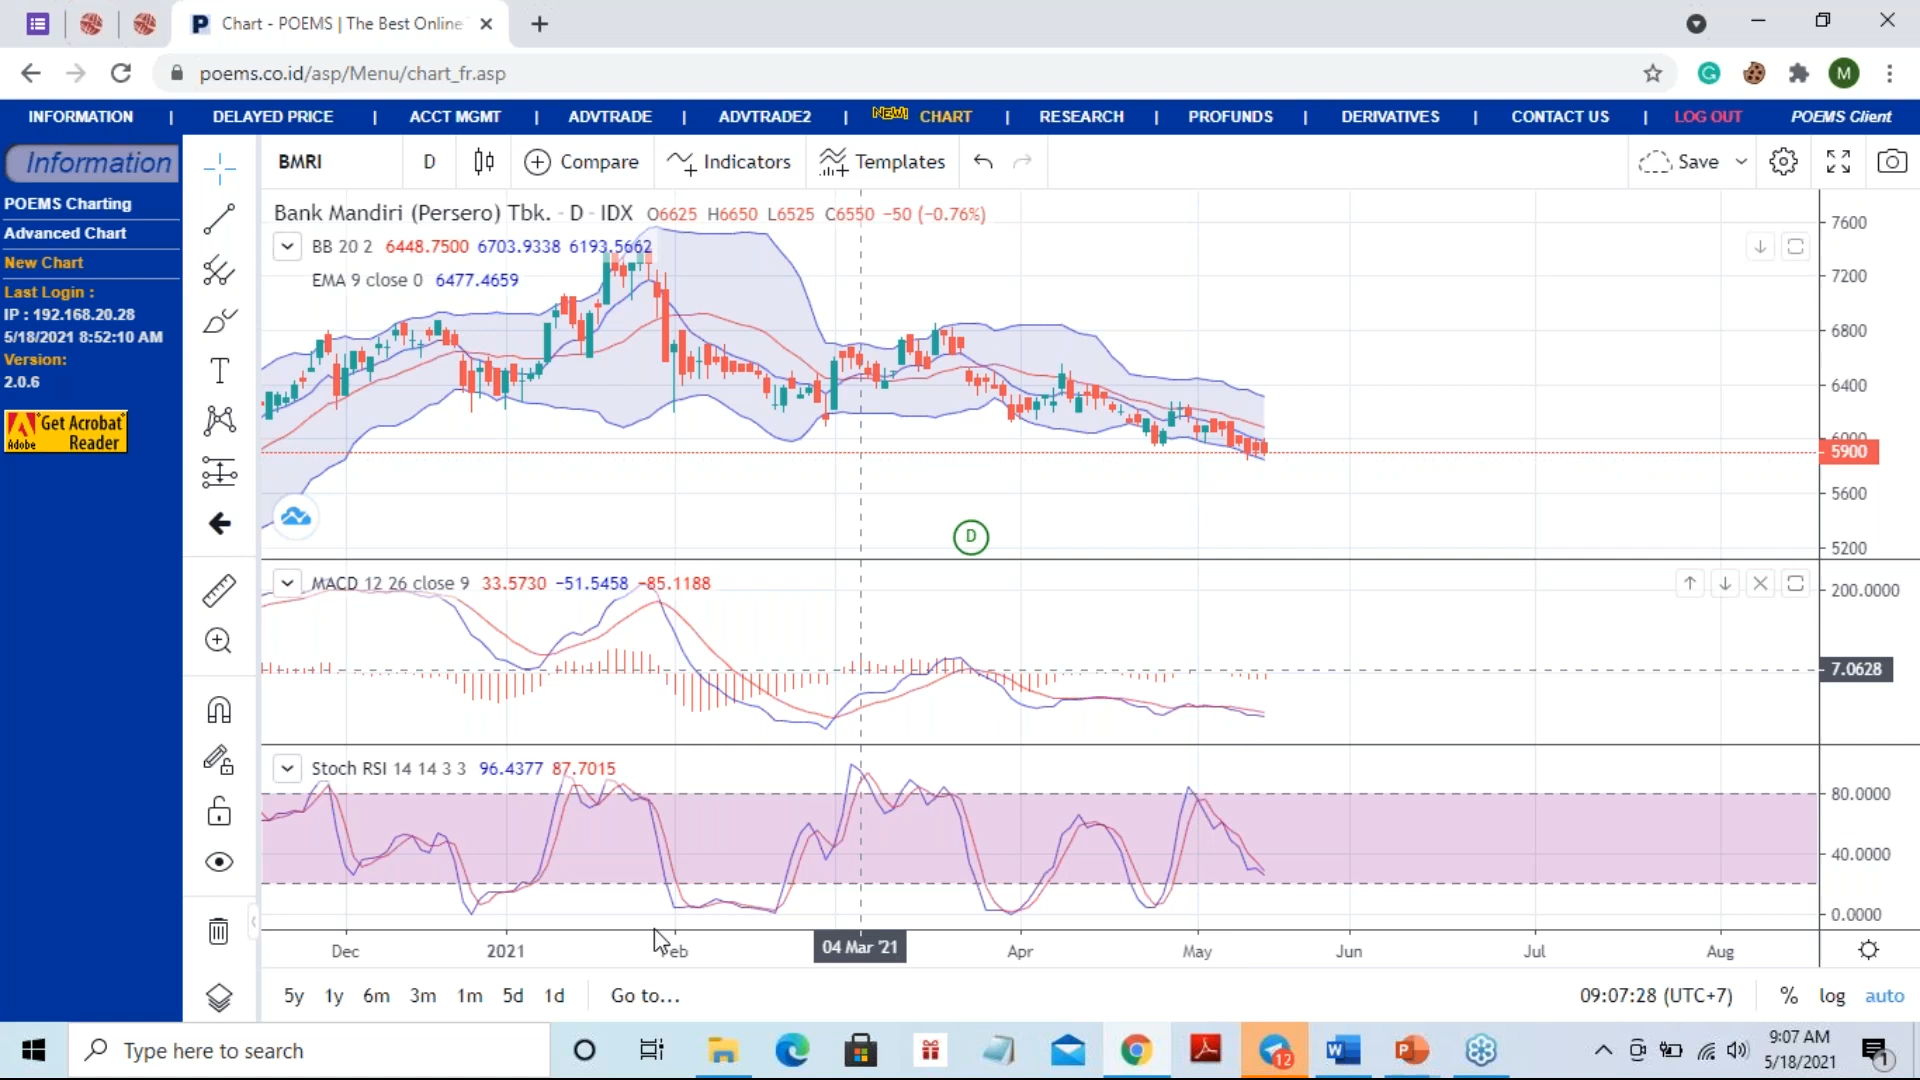 Chart - POEMS | The Best Online
poems.co.id/asp/Menu/chart_fr.asp
M
INFORMATION | DELAYED PRICE | ACCT MGMT | ADVTRADE | ADVTRADE2 | NEW! CHART | RESEARCH | PROFUNDS | DERIVATIVES | CONTACT US | LOG OUT POEMS Client
Information
POEMS Charting
Advanced Chart
New Chart
Last Login :
IP : 192.168.20.28
5/18/2021 8:52:10 AM
Version:
2.0.6
Get Acrobat
Adobe Reader
BMRI D Compare Indicators Templates Save
Bank Mandiri (Persero) Tbk. - D - IDX O6625 H6650 L6525 C6550 −50 (−0.76%)
BB 20 2 6448.7500 6703.9338 6193.5662
EMA 9 close 0 6477.4659
7600
7200
6800
6400
6000
5900
5600
5200
D
MACD 12 26 close 9 33.5730 −51.5458 −85.1188
200.0000
7.0628
Stoch RSI 14 14 3 3 96.4377 87.7015
80.0000
40.0000
0.0000
Dec 2021 Feb 04 Mar '21 Apr May Jun Jul Aug
5y 1y 6m 3m 1m 5d 1d Go to... 09:07:28 (UTC+7) % log auto
Type here to search
12
9:07 AM
5/18/2021
1